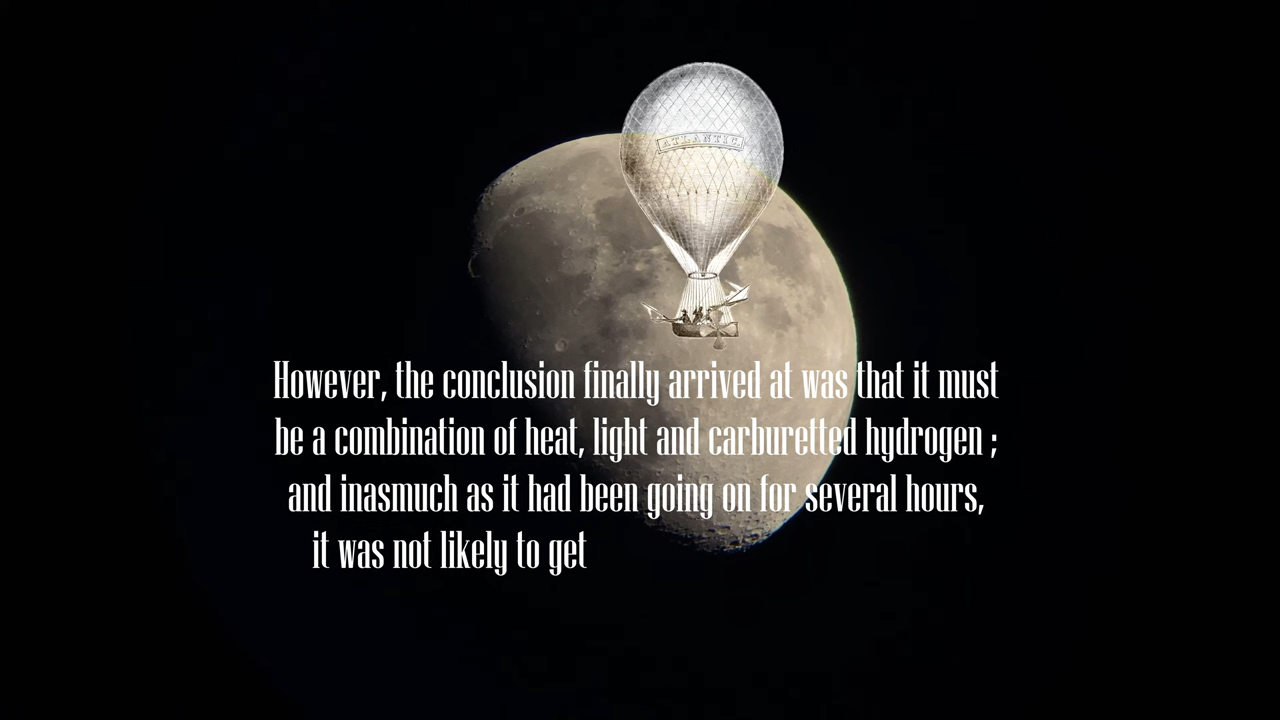 ATLANTIC
However, the conclusion finally arrived at was that it must
be a combination of heat, light and carburetted hydrogen ;
and inasmuch as it had been going on for several hours,
it was not likely to get